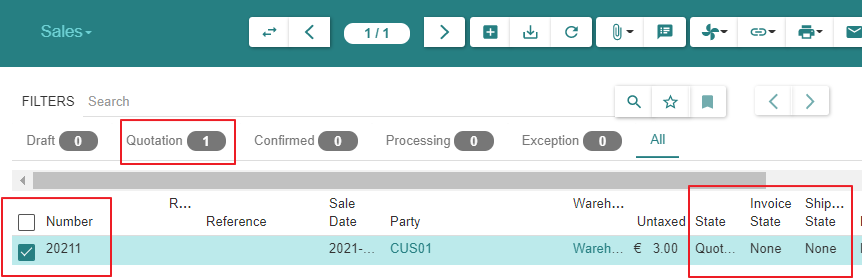 Sales
1 / 1
FILTERS Search
Draft 0 Quotation 1 Confirmed 0 Processing 0 Exception 0 All
R... Sale Wareh... Invoice Ship...
Number Reference Date Party Untaxed State State State
20211 2021-... CUS01 Wareh... € 3.00 Quot... None None